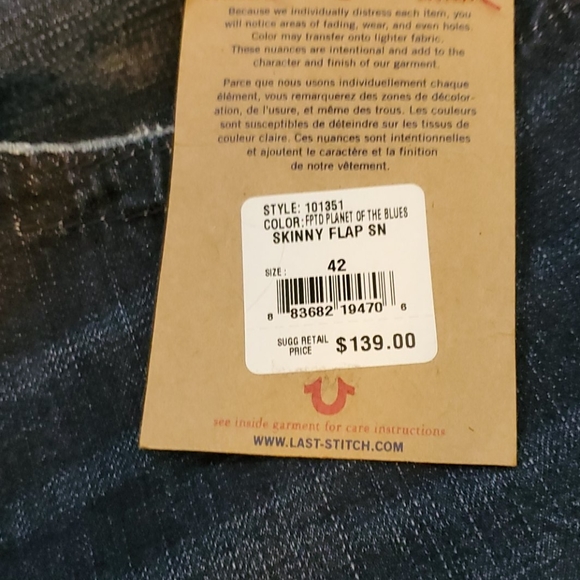 Because we individually distress each item, you
will notice areas of fading, wear, and even holes.
Color may transfer onto lighter fabric.
These nuances are intentional and add to the
character and finish of our garment.
Parce que nous usons individuellement chaque
élément, vous remarquerez des zones de décolor-
ation, de l'usure, et même des trous. Les couleurs
sont susceptibles de déteindre sur les tissus de
couleur claire. Ces nuances sont intentionnelles
et ajoutent le caractère et la finition
de notre vêtement.
STYLE: 101351
COLOR:FPTD PLANET OF THE BLUES
SKINNY FLAP SN
SIZE: 42
8 83682 19470 6
SUGG RETAIL
PRICE $139.00
see inside garment for care instructions
WWW.LAST-STITCH.COM